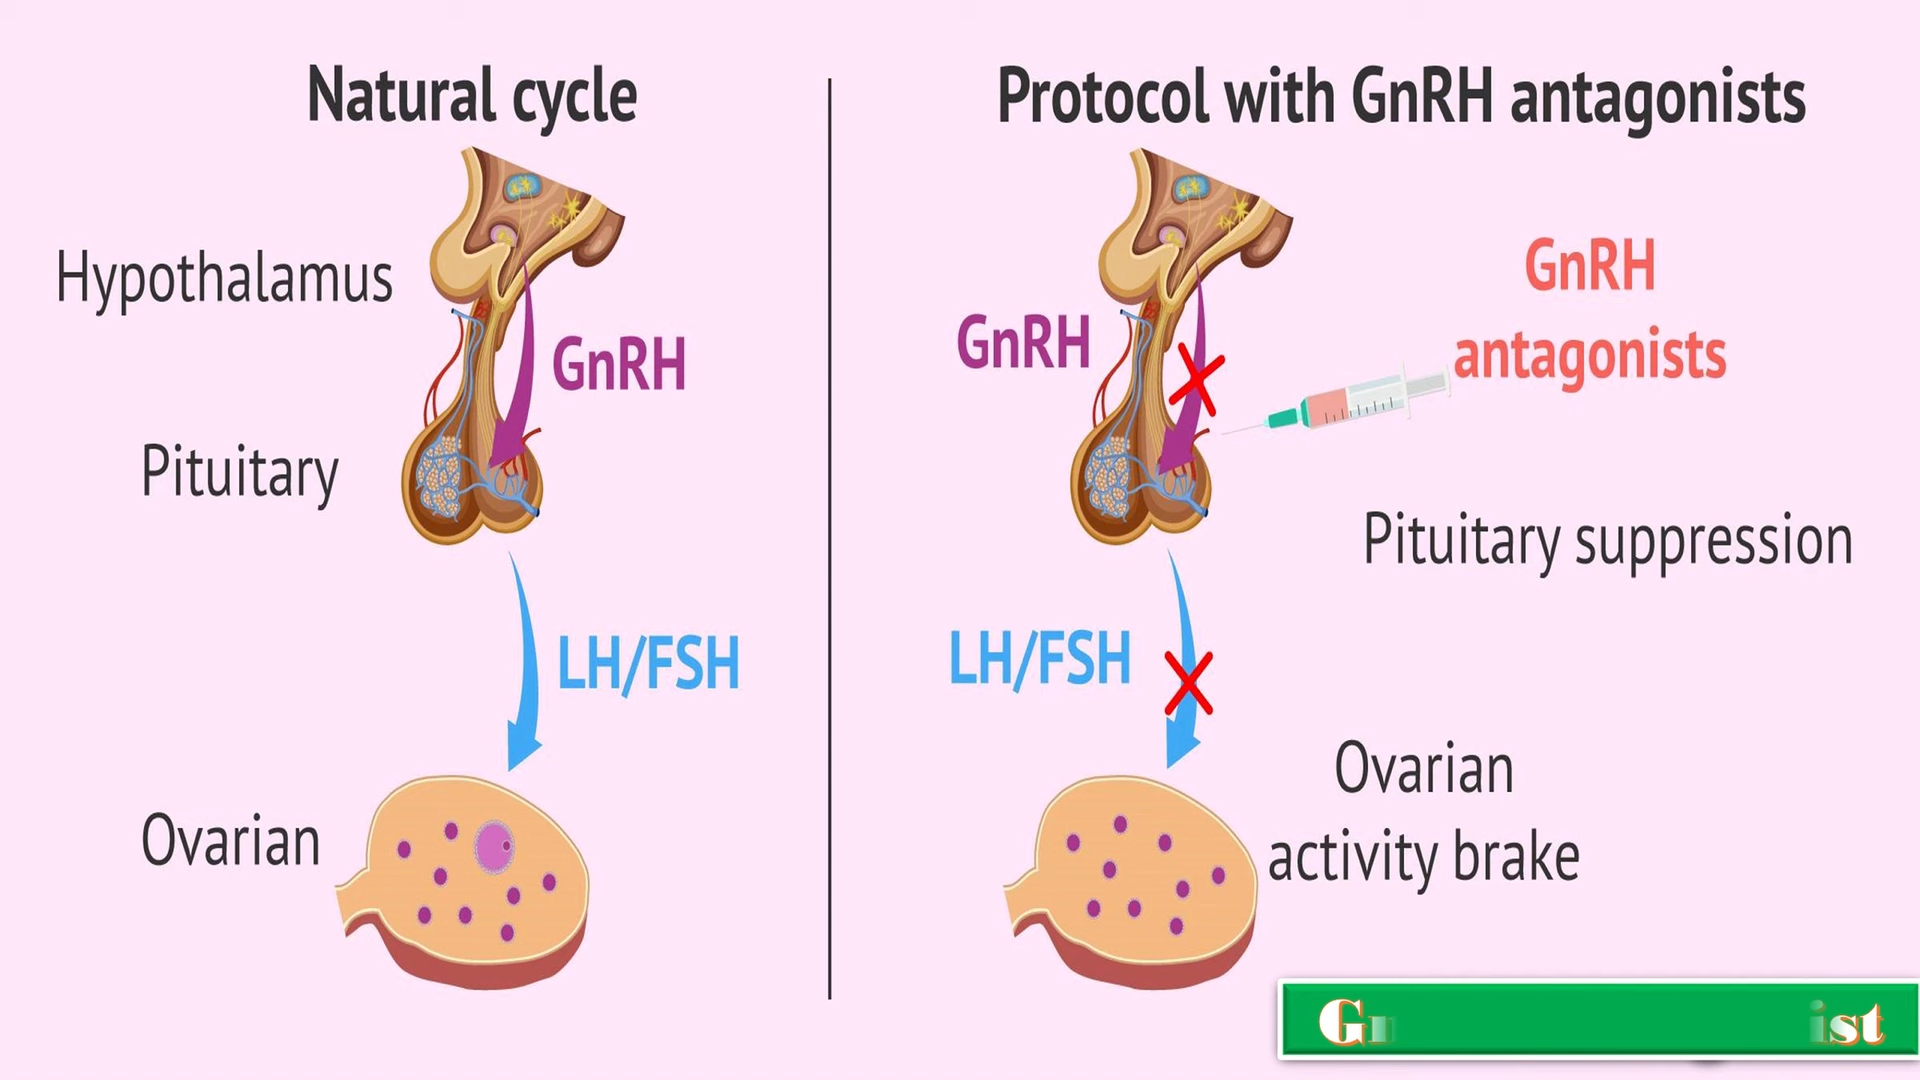 Natural cycle
Hypothalamus
GnRH
Pituitary
LH/FSH
Ovarian
Protocol with GnRH antagonists
GnRH
GnRH
antagonists
Pituitary suppression
LH/FSH
Ovarian
activity brake